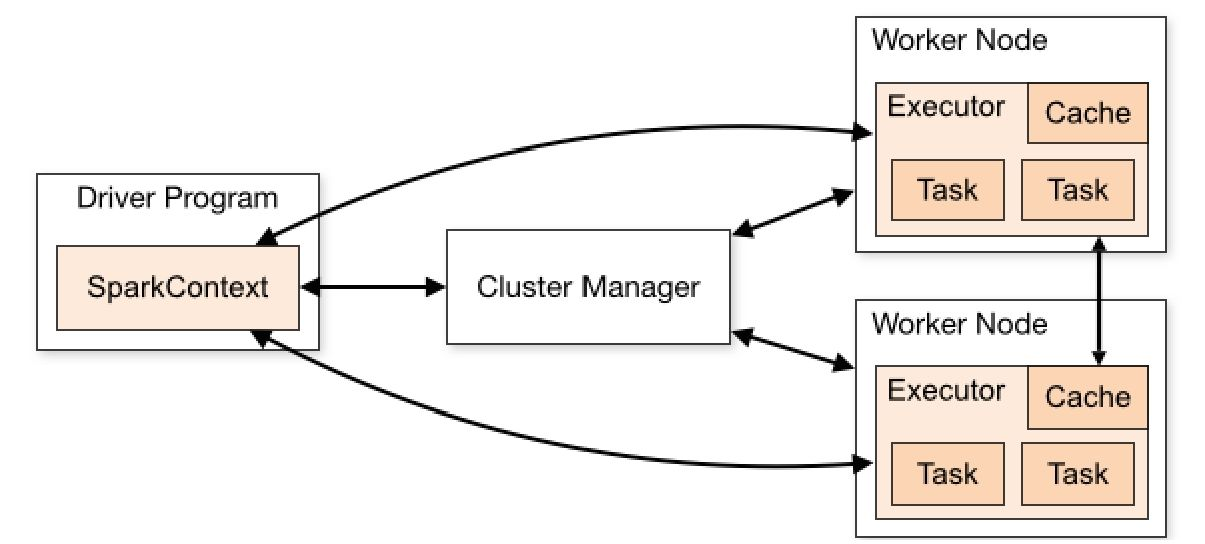 Driver Program
SparkContext
Cluster Manager
Worker Node
Executor
Cache
Task
Task
Worker Node
Executor
Cache
Task
Task